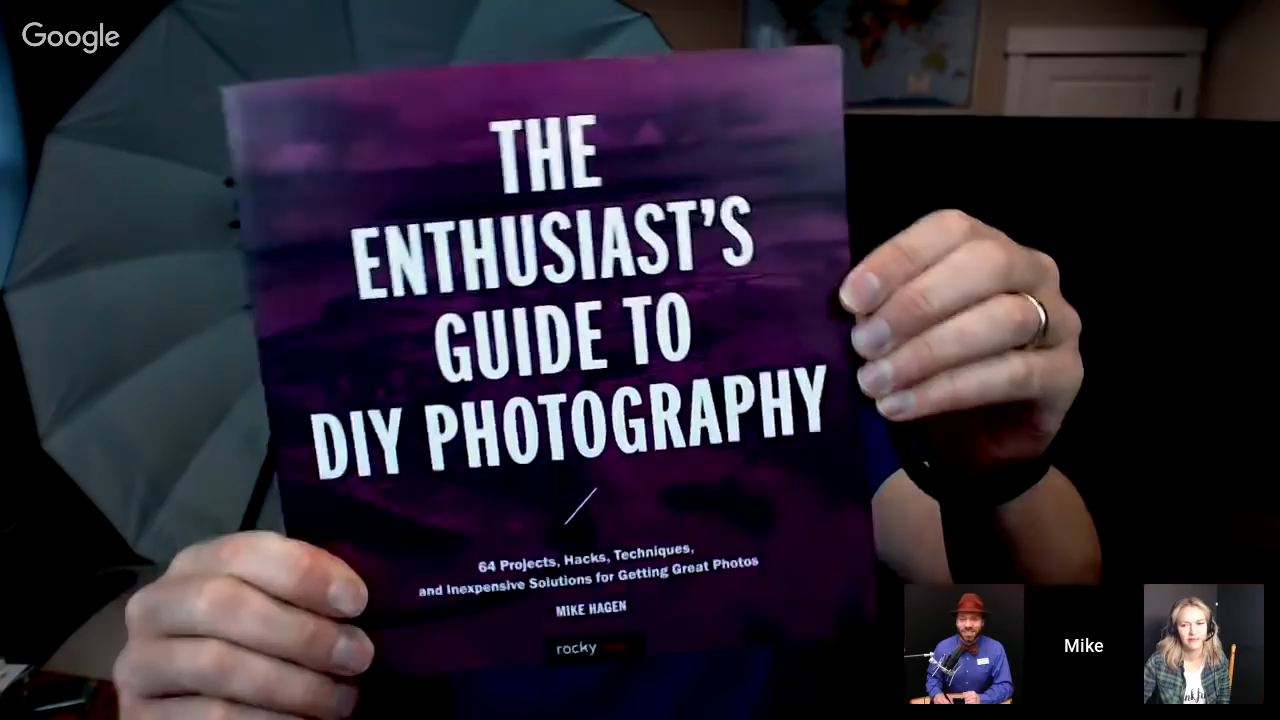 Google
THE
ENTHUSIAST'S
GUIDE TO
DIY PHOTOGRAPHY
64 Projects, Hacks, Techniques,
and Inexpensive Solutions for Getting Great Photos
MIKE HAGEN
rocky
Mike